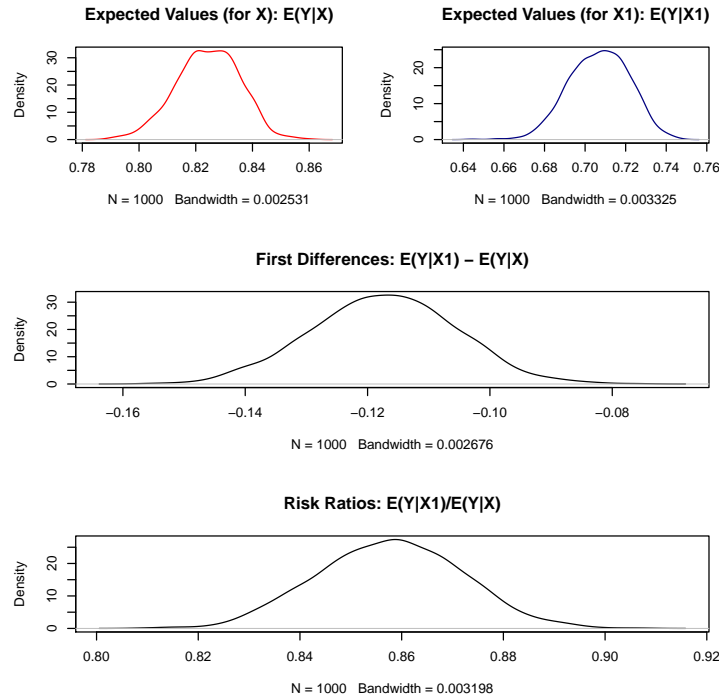 Expected Values (for X): E(Y|X)
Density
0 10 20 30
0.78 0.80 0.82 0.84 0.86
N = 1000 Bandwidth = 0.002531
Expected Values (for X1): E(Y|X1)
Density
0 10 20
0.64 0.66 0.68 0.70 0.72 0.74 0.76
N = 1000 Bandwidth = 0.003325
First Differences: E(Y|X1) − E(Y|X)
Density
0 10 20 30
−0.16 −0.14 −0.12 −0.10 −0.08
N = 1000 Bandwidth = 0.002676
Risk Ratios: E(Y|X1)/E(Y|X)
Density
0 10 20
0.80 0.82 0.84 0.86 0.88 0.90 0.92
N = 1000 Bandwidth = 0.003198